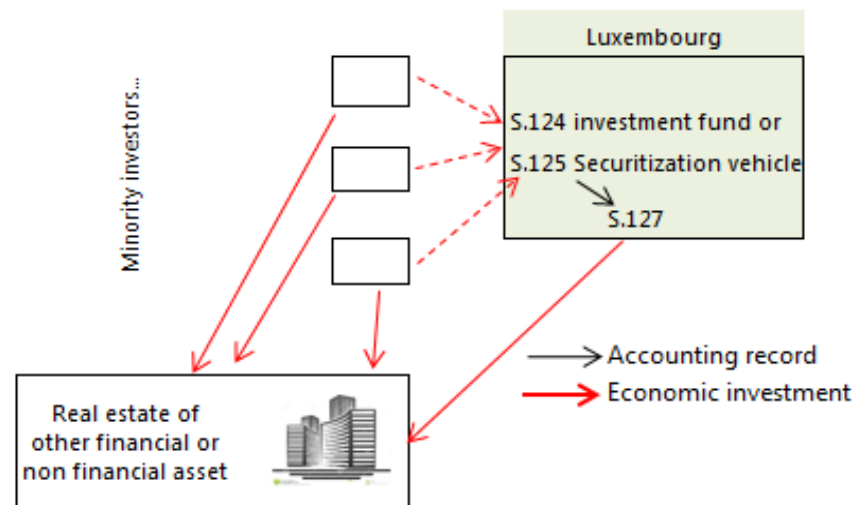 Luxembourg
Minority investors...
S.124 investment fund or
S.125 Securitization vehicle
S.127
Accounting record
Economic investment
Real estate of
other financial or
non financial asset